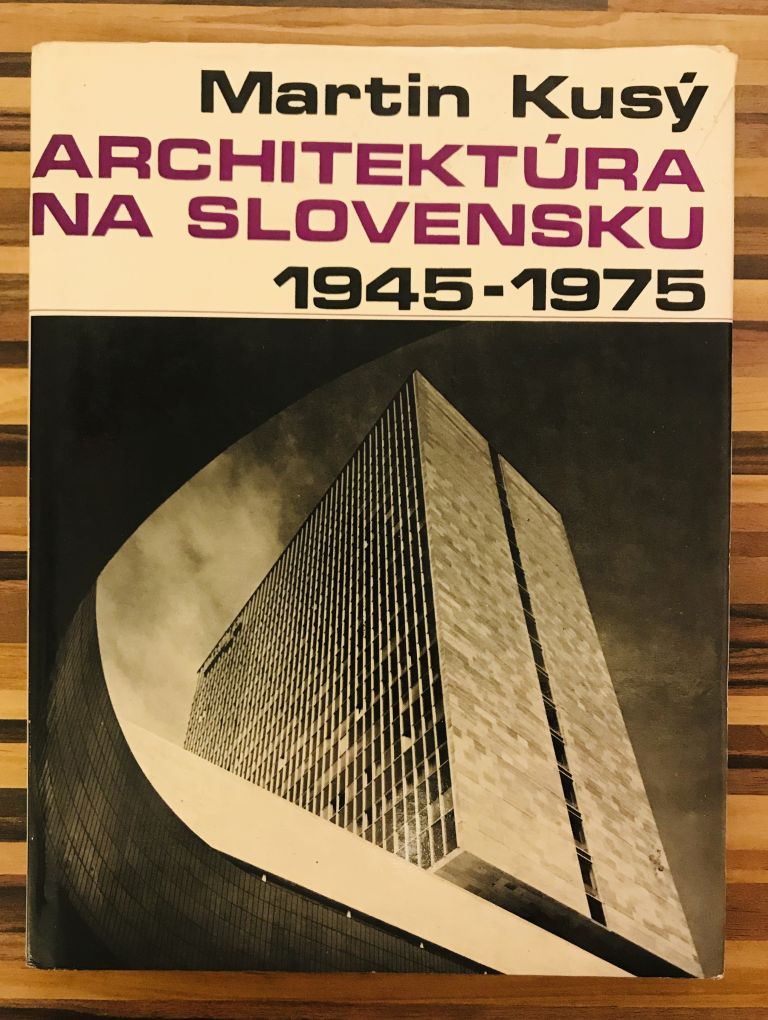 Martin Kusý
ARCHITEKTÚRA
NA SLOVENSKU
1945-1975